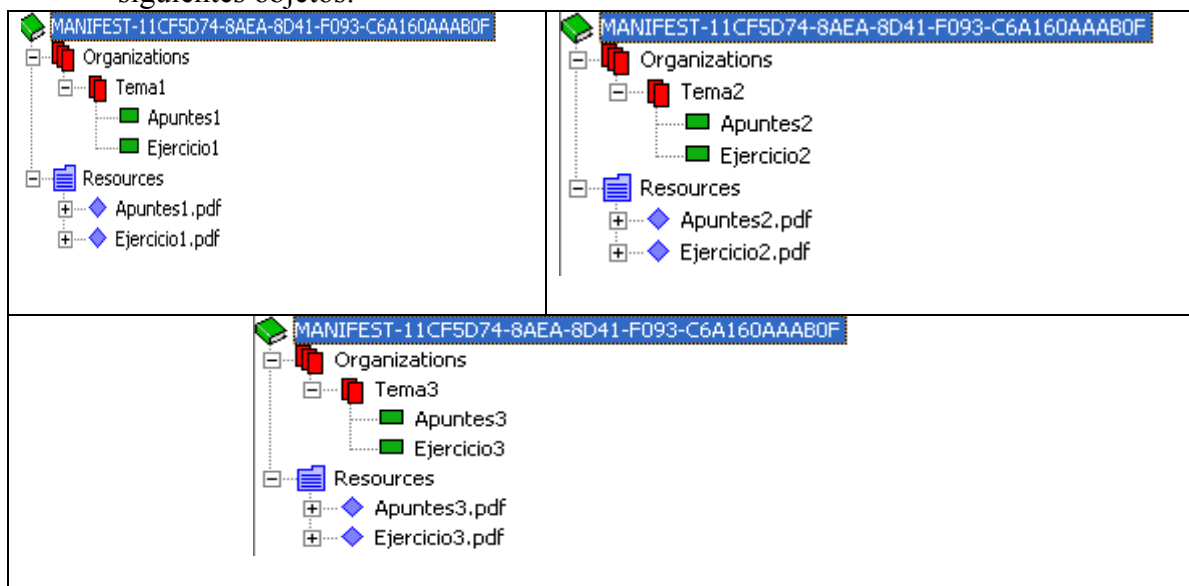 siguientes objetos.
MANIFEST-11CF5D74-8AEA-8D41-F093-C6A160AAAB0F
Organizations
Tema1
Apuntes1
Ejercicio1
Resources
Apuntes1.pdf
Ejercicio1.pdf
MANIFEST-11CF5D74-8AEA-8D41-F093-C6A160AAAB0F
Organizations
Tema2
Apuntes2
Ejercicio2
Resources
Apuntes2.pdf
Ejercicio2.pdf
MANIFEST-11CF5D74-8AEA-8D41-F093-C6A160AAAB0F
Organizations
Tema3
Apuntes3
Ejercicio3
Resources
Apuntes3.pdf
Ejercicio3.pdf